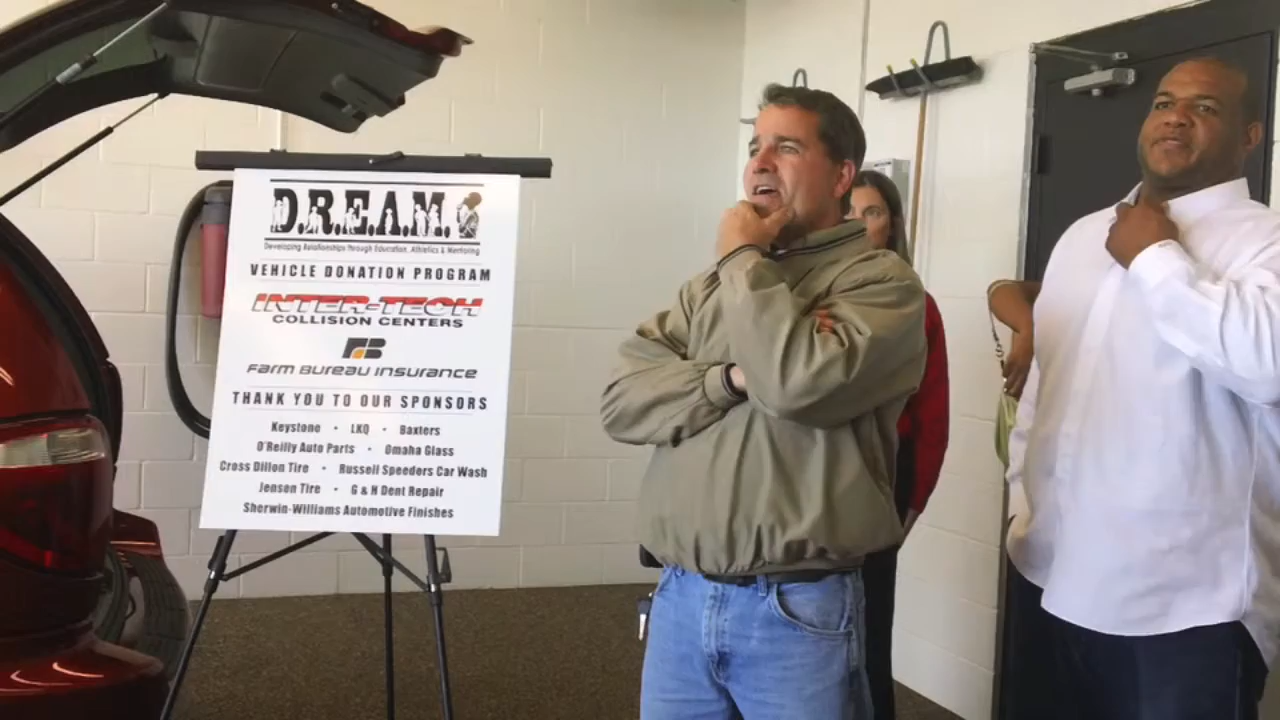 D.R.E.A.M.
Developing Relationships through Education, Athletics & Mentoring
VEHICLE DONATION PROGRAM
INTER-TECH
COLLISION CENTERS
FB
FARM BUREAU INSURANCE
THANK YOU TO OUR SPONSORS
Keystone • LKQ • Baxters
O'Reilly Auto Parts • Omaha Glass
Cross Dillon Tire • Russell Speeders Car Wash
Jensen Tire • G & H Dent Repair
Sherwin-Williams Automotive Finishes